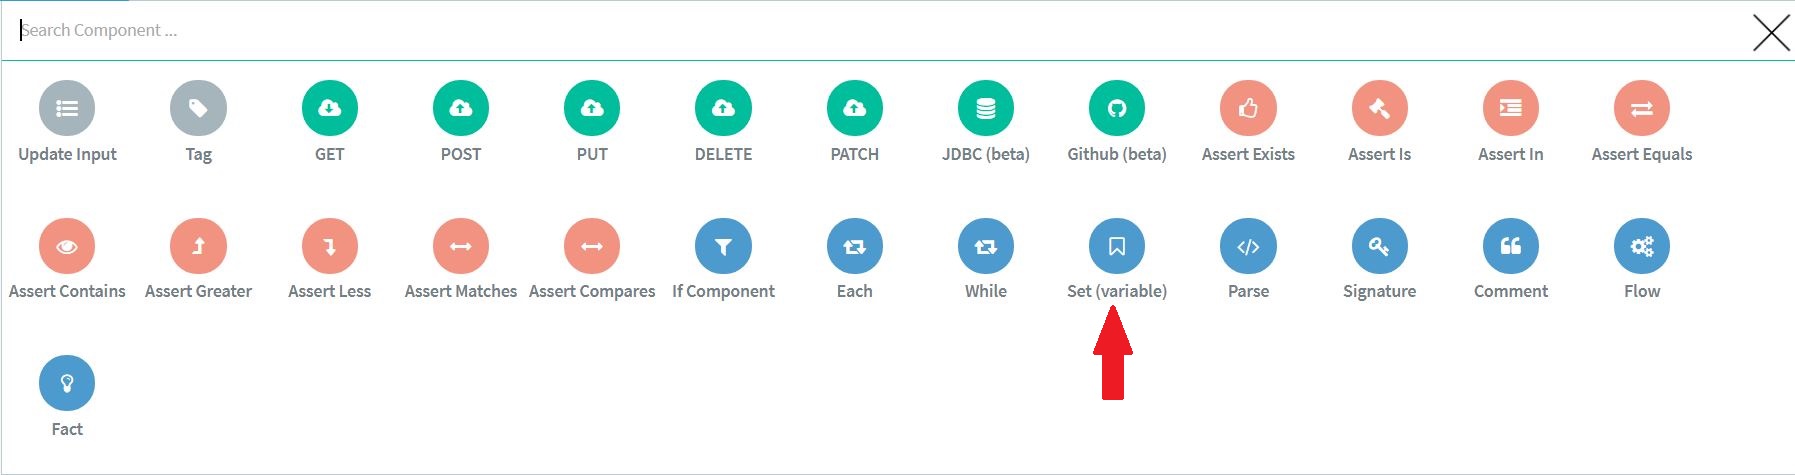 Search Component ...
Update Input Tag GET POST PUT DELETE PATCH JDBC (beta) Github (beta) Assert Exists Assert Is Assert In Assert Equals
Assert Contains Assert Greater Assert Less Assert Matches Assert Compares If Component Each While Set (variable) Parse Signature Comment Flow
Fact